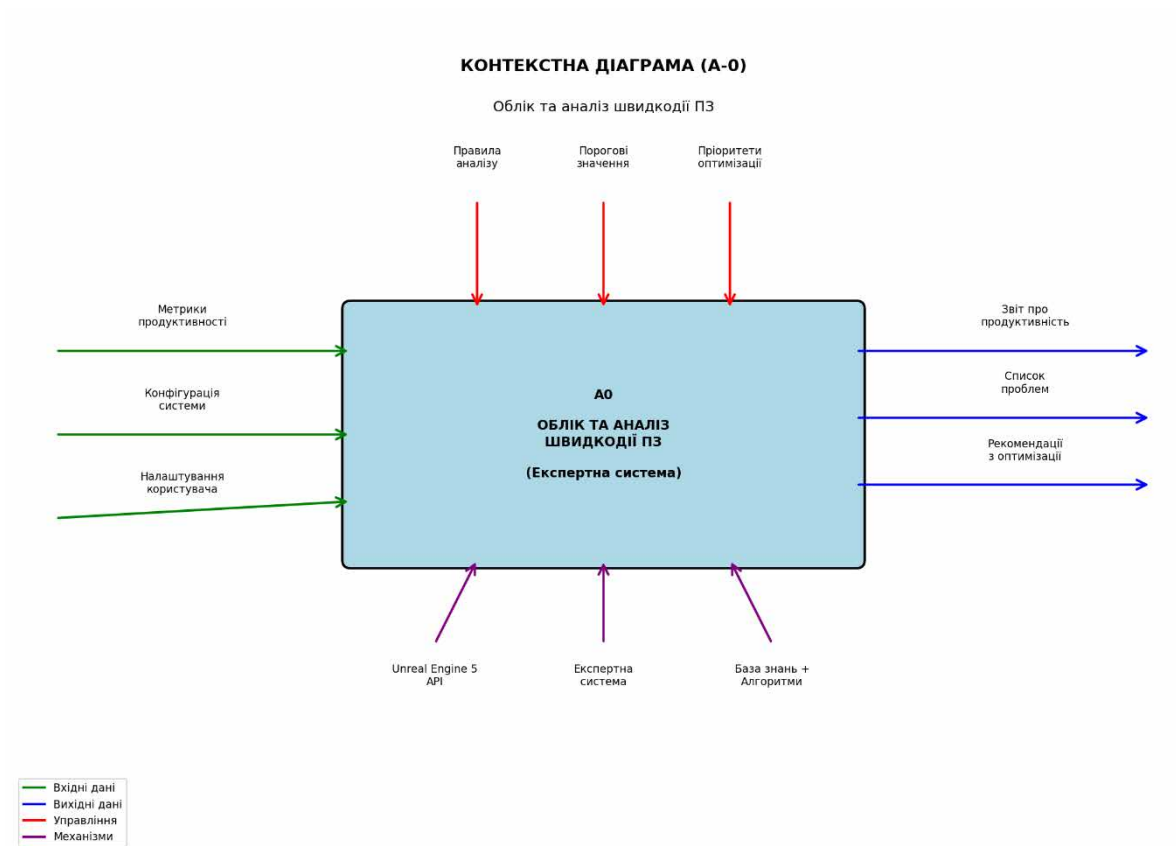 КОНТЕКСТНА ДІАГРАМА (А-0)
Облік та аналіз швидкодії ПЗ
Правила
аналізу
Порогові
значення
Пріоритети
оптимізації
Метрики
продуктивності
Конфігурація
системи
Налаштування
користувача
А0
ОБЛІК ТА АНАЛІЗ
ШВИДКОДІЇ ПЗ
(Експертна система)
Звіт про
продуктивність
Список
проблем
Рекомендації
з оптимізації
Unreal Engine 5
API
Експертна
система
База знань +
Алгоритми
Вхідні дані
Вихідні дані
Управління
Механізми